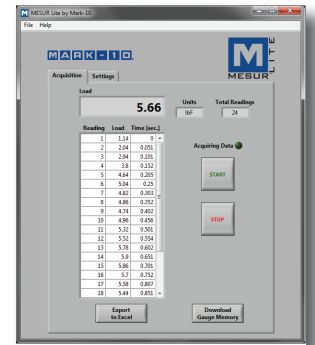 MESUR Lite by Mark-10
File Help
MARK-10
M
MESUR LITE
Acquisition Settings
Load
5.66
Units
lbF
Total Readings
24
Reading Load Time [sec.]
1 1.14 0
2 2.04 0.051
3 2.94 0.101
4 3.8 0.152
5 4.64 0.205
6 5.04 0.25
7 4.82 0.303
8 4.86 0.352
9 4.74 0.402
10 4.96 0.456
11 5.32 0.501
12 5.52 0.554
13 5.78 0.602
14 5.9 0.651
15 5.86 0.701
16 5.7 0.752
17 5.58 0.807
18 5.44 0.851
Acquiring Data
START
STOP
Export
to Excel
Download
Gauge Memory